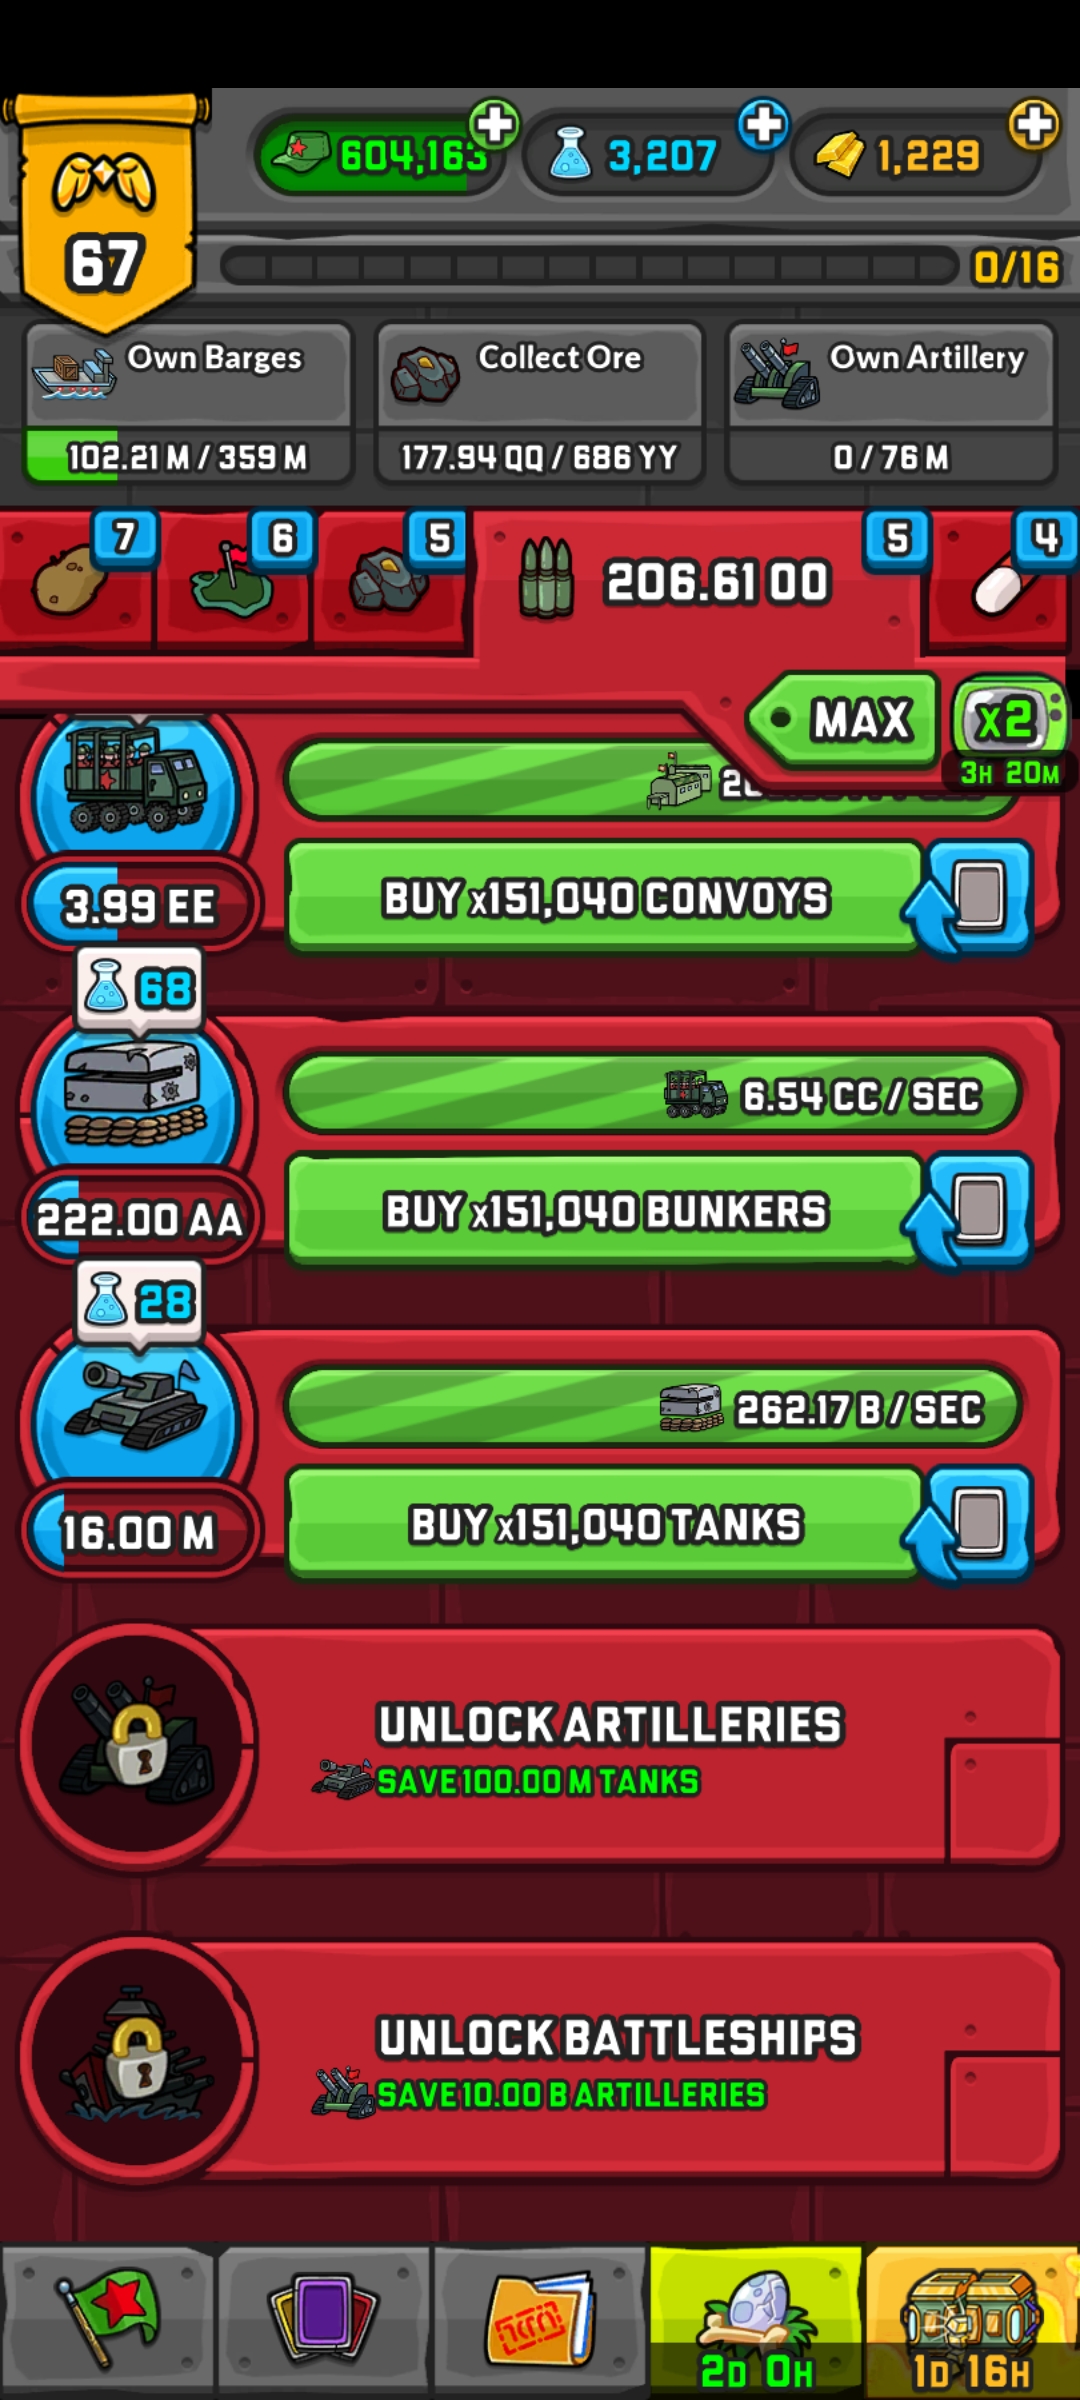 604,163
3,207
1,229
67
0/16
Own Barges
Collect Ore
Own Artillery
102.21 M / 359 M
177.94 QQ / 686 YY
0 / 76 M
7
6
5
206.61 OO
5
4
MAX
x2
3H 20M
3.99 EE
BUY x151,040 CONVOYS
68
6.54 CC / SEC
222.00 AA
BUY x151,040 BUNKERS
28
262.17 B / SEC
16.00 M
BUY x151,040 TANKS
UNLOCK ARTILLERIES
SAVE 100.00 M TANKS
UNLOCK BATTLESHIPS
SAVE 10.00 B ARTILLERIES
2D 0H
1D 16H